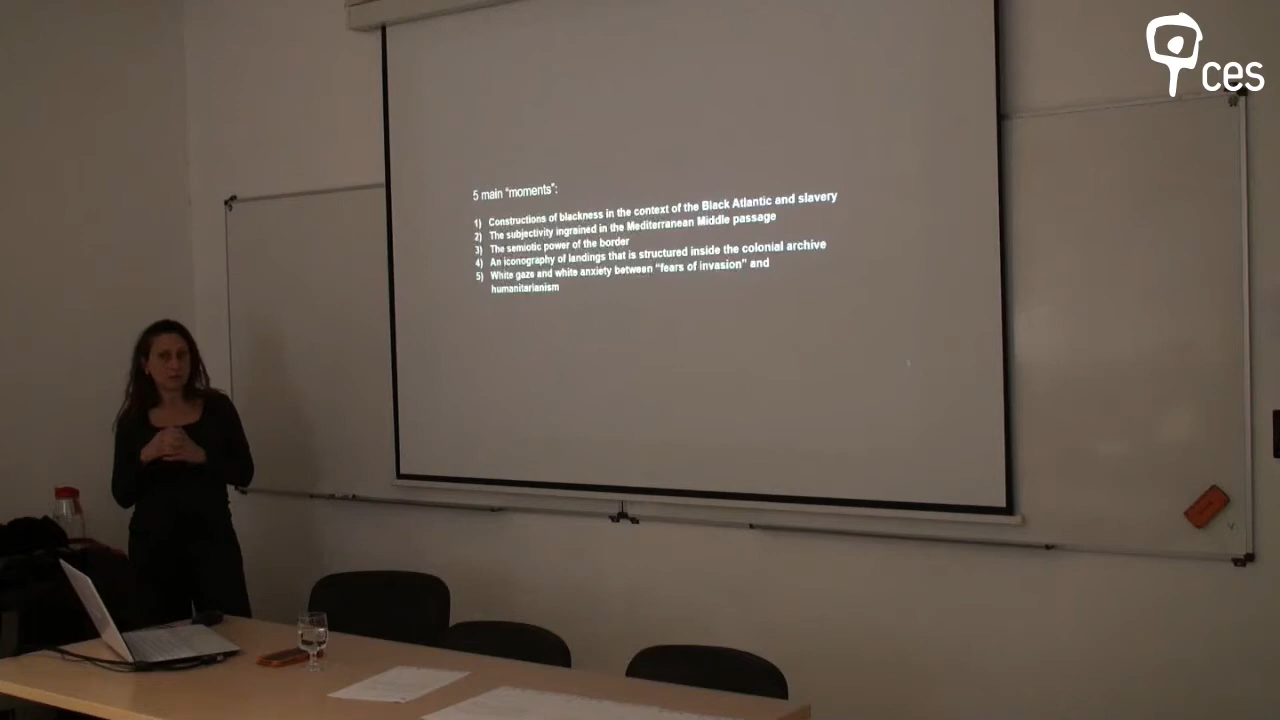 ces
5 main “moments”:
1) Constructions of blackness in the context of the Black Atlantic and slavery
2) The subjectivity ingrained in the Mediterranean Middle passage
3) The semiotic power of the border
4) An iconography of landings that is structured inside the colonial archive
5) White gaze and white anxiety between “fears of invasion” and
humanitarianism